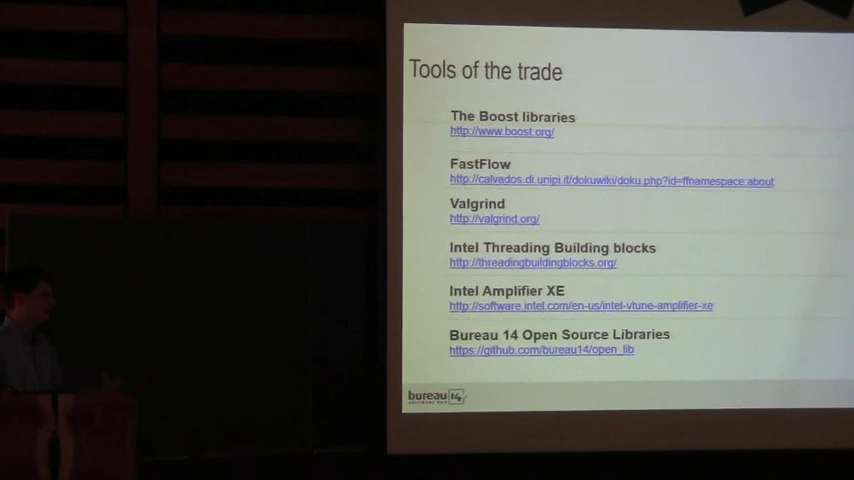 Tools of the trade
The Boost libraries
http://www.boost.org/
FastFlow
http://calvados.di.unipi.it/dokuwiki/doku.php?id=ffnamespace:about
Valgrind
http://valgrind.org/
Intel Threading Building blocks
http://threadingbuildingblocks.org/
Intel Amplifier XE
http://software.intel.com/en-us/intel-vtune-amplifier-xe
Bureau 14 Open Source Libraries
https://github.com/bureau14/open_lib
bureau 14